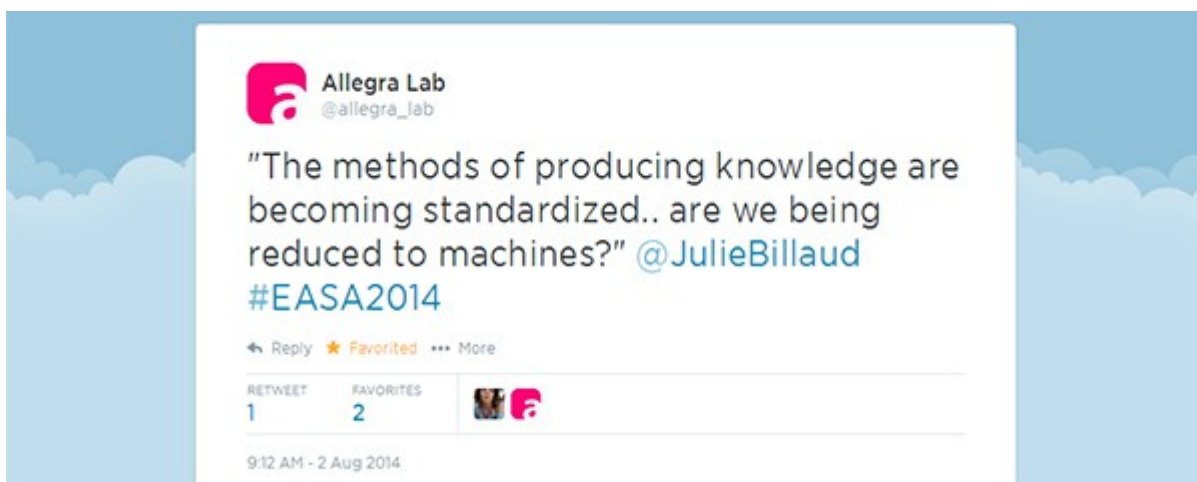 Allegra Lab
@allegra_lab
"The methods of producing knowledge are
becoming standardized.. are we being
reduced to machines?" @JulieBillaud
#EASA2014
Reply Favorited More
RETWEET FAVORITES
1 2
9:12 AM - 2 Aug 2014